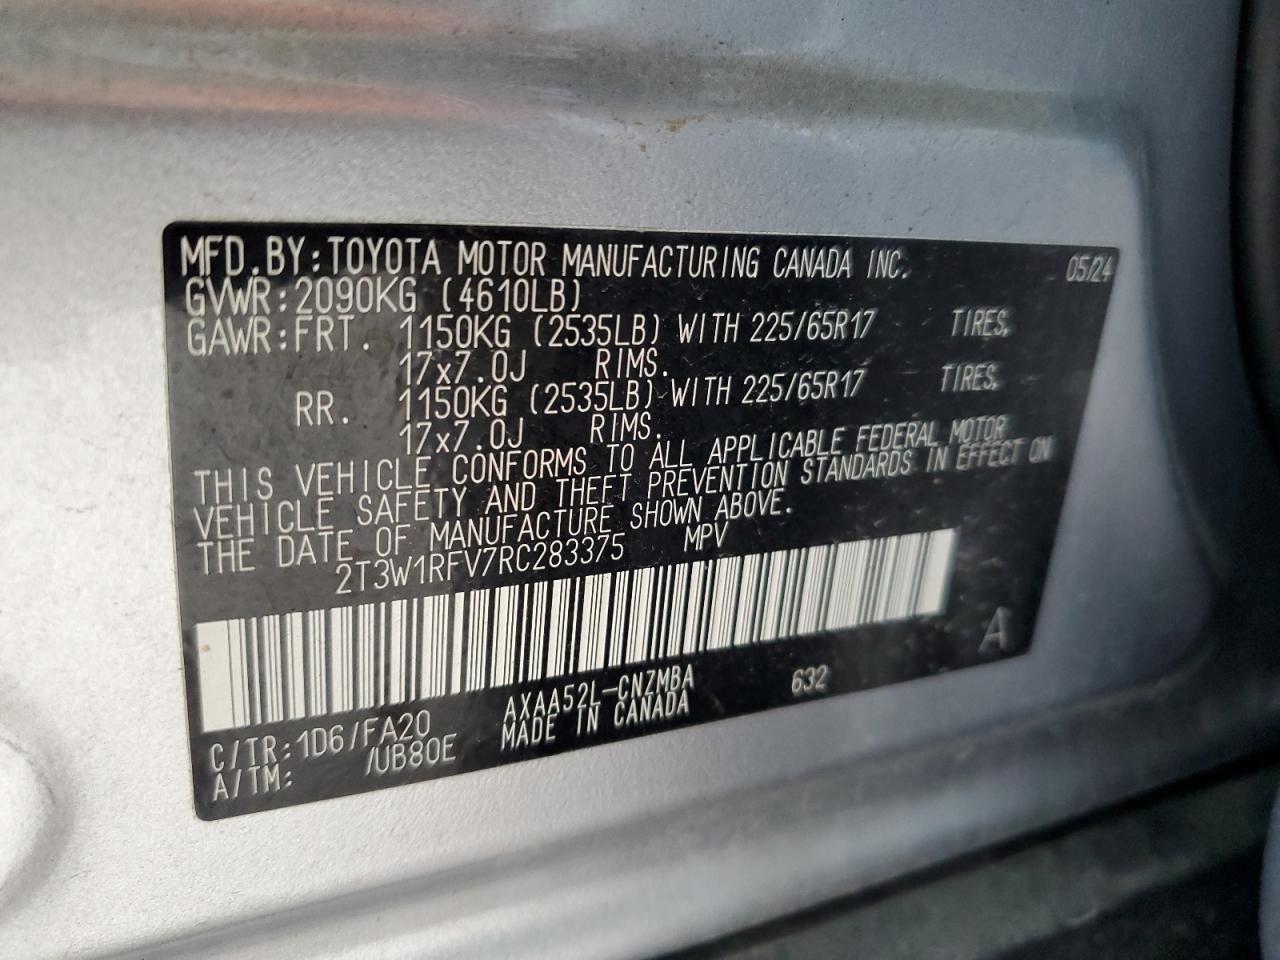 MFD.BY:TOYOTA MOTOR MANUFACTURING CANADA INC. 05/24
GVWR:2090KG (4610LB)
GAWR:FRT. 1150KG (2535LB) WITH 225/65R17 TIRES,
17x7.0J RIMS.
RR. 1150KG (2535LB) WITH 225/65R17 TIRES,
17x7.0J RIMS.
THIS VEHICLE CONFORMS TO ALL APPLICABLE FEDERAL MOTOR
VEHICLE SAFETY AND THEFT PREVENTION STANDARDS IN EFFECT ON
THE DATE OF MANUFACTURE SHOWN ABOVE.
2T3W1RFV7RC283375 MPV
A
AXAA52L-CNZMBA 632
C/TR:1D6/FA20 MADE IN CANADA
A/TM: /UB80E